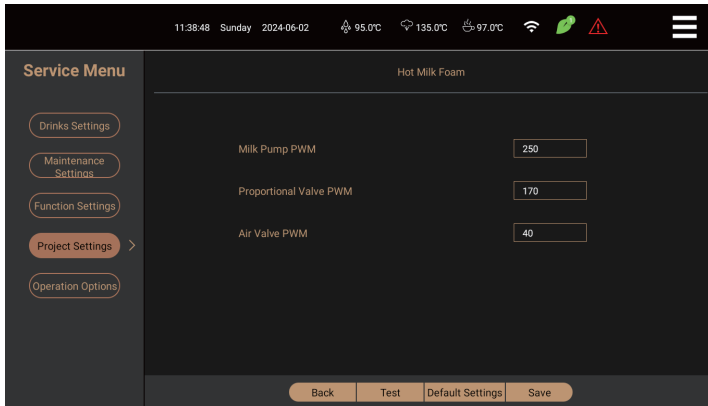 11:38:48 Sunday 2024-06-02 95.0℃ 135.0℃ 97.0℃
Service Menu
Hot Milk Foam
Drinks Settings
Maintenance
Settings
Function Settings
Project Settings
Operation Options
Milk Pump PWM 250
Proportional Valve PWM 170
Air Valve PWM 40
Back Test Default Settings Save